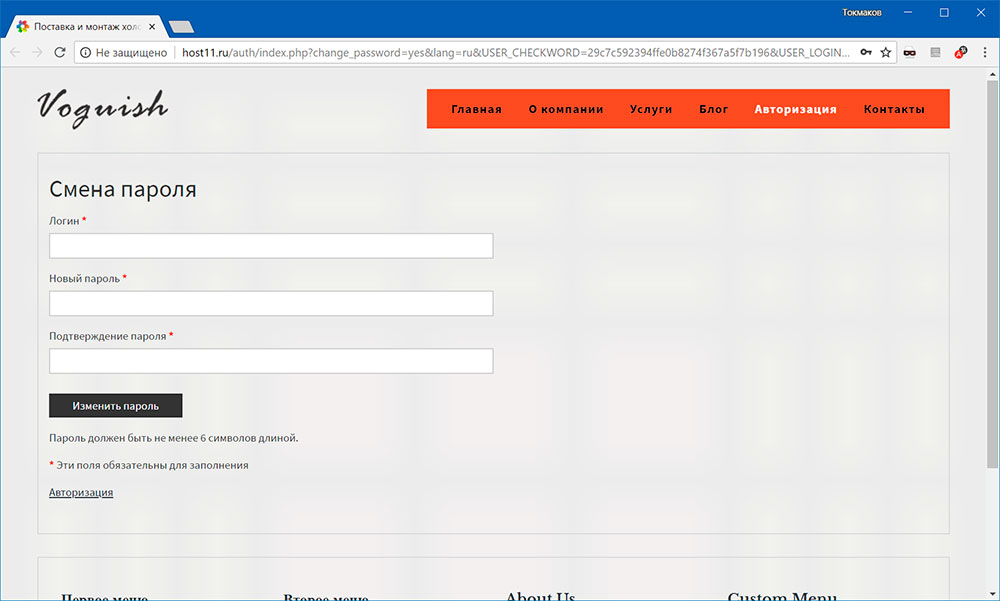 Токмаков
Поставка и монтаж холо
Не защищено host11.ru/auth/index.php?change_password=yes&lang=ru&USER_CHECKWORD=29c7c592394ffe0b8274f367a5f7b196&USER_LOGIN...
Voguish
Главная О компании Услуги Блог Авторизация Контакты
Смена пароля
Логин *
Новый пароль *
Подтверждение пароля *
Изменить пароль
Пароль должен быть не менее 6 символов длиной.
* Эти поля обязательны для заполнения
Авторизация
Первое меню Второе меню About Us Custom Menu